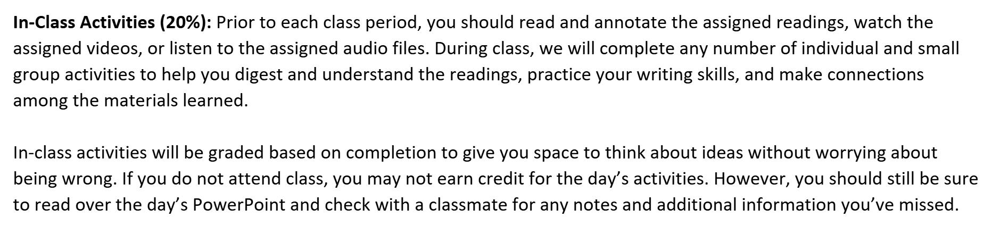 In-Class Activities (20%): Prior to each class period, you should read and annotate the assigned readings, watch the
assigned videos, or listen to the assigned audio files. During class, we will complete any number of individual and small
group activities to help you digest and understand the readings, practice your writing skills, and make connections
among the materials learned.
In-class activities will be graded based on completion to give you space to think about ideas without worrying about
being wrong. If you do not attend class, you may not earn credit for the day’s activities. However, you should still be sure
to read over the day’s PowerPoint and check with a classmate for any notes and additional information you’ve missed.